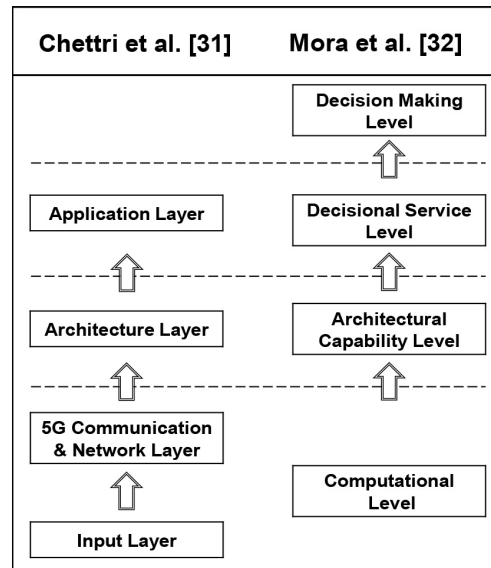 Chettri et al. [31]
Mora et al. [32]
Decision Making
Level
Application Layer
Decisional Service
Level
Architecture Layer
Architectural
Capability Level
5G Communication
& Network Layer
Computational
Level
Input Layer